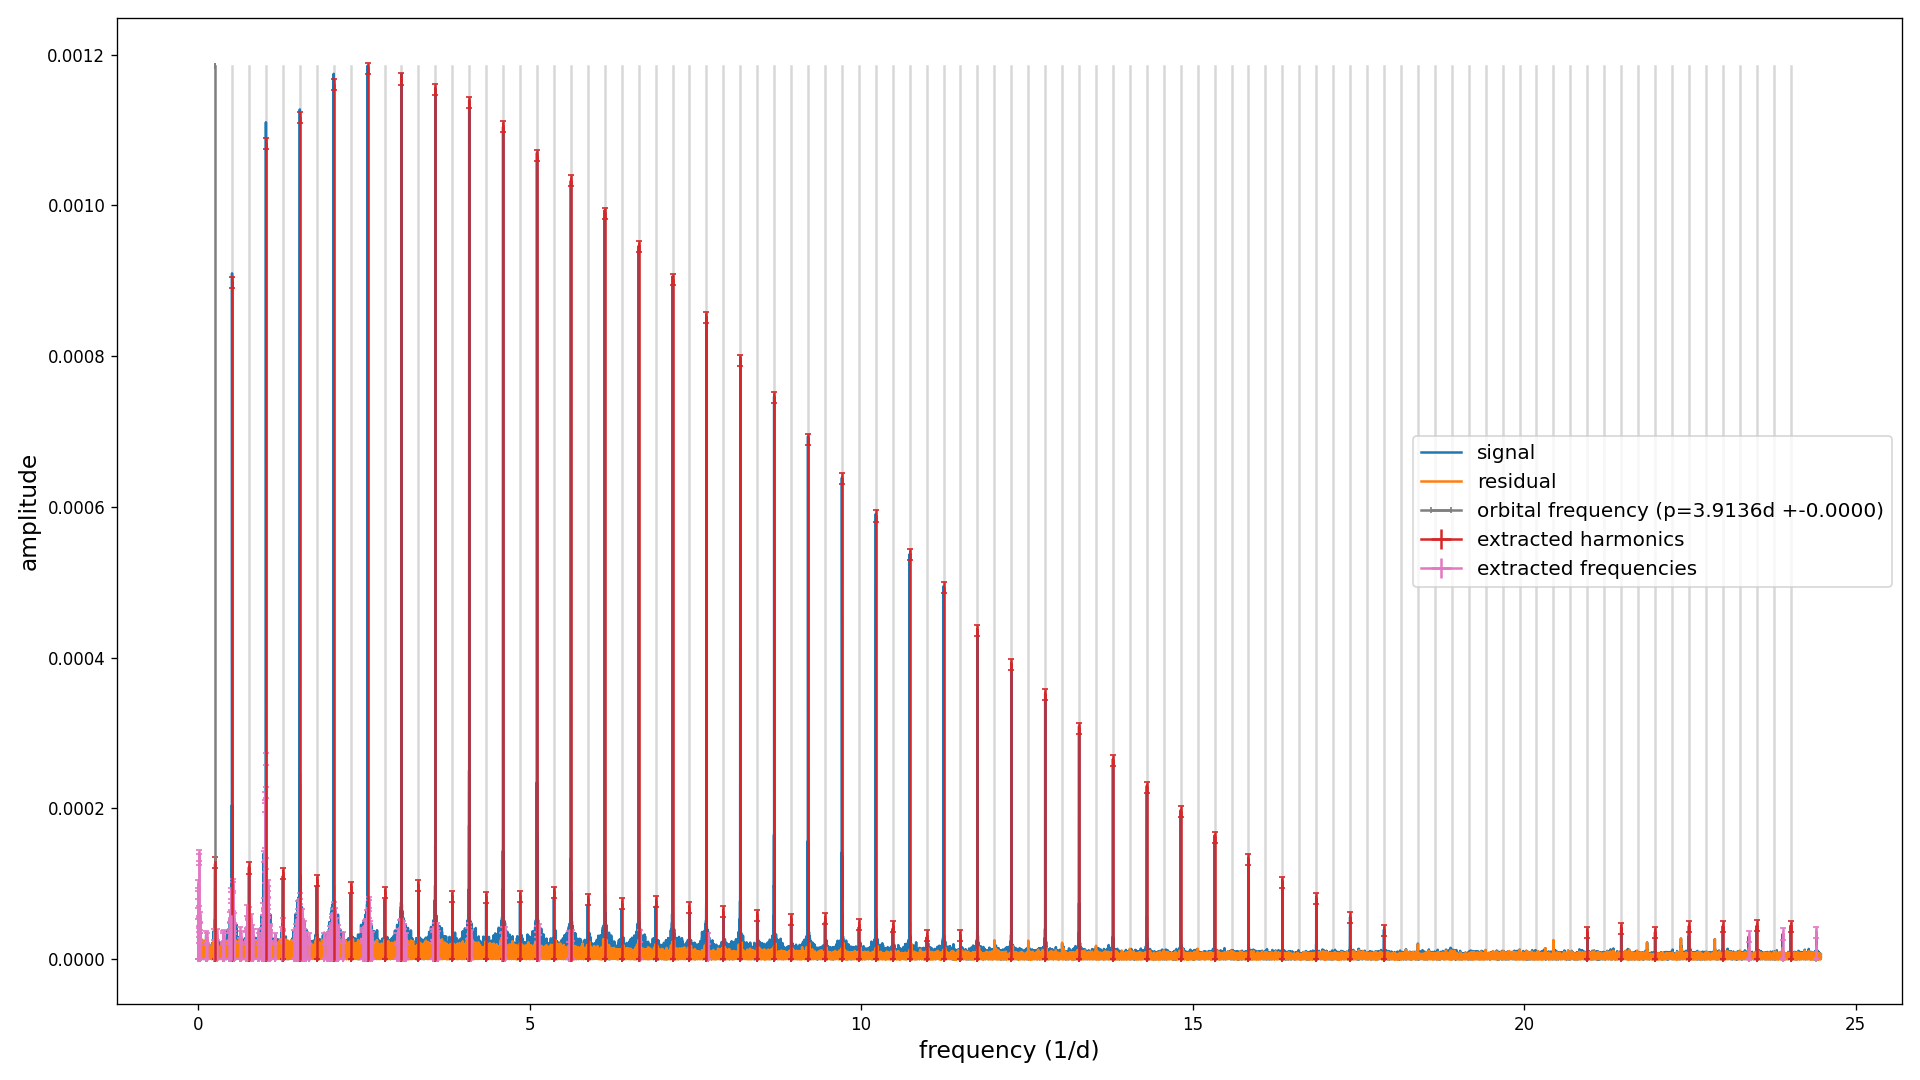 0.0012
0.0010
0.0008
0.0006
0.0004
0.0002
0.0000
amplitude
signal
residual
orbital frequency (p=3.9136d +-0.0000)
extracted harmonics
extracted frequencies
0 5 10 15 20 25
frequency (1/d)